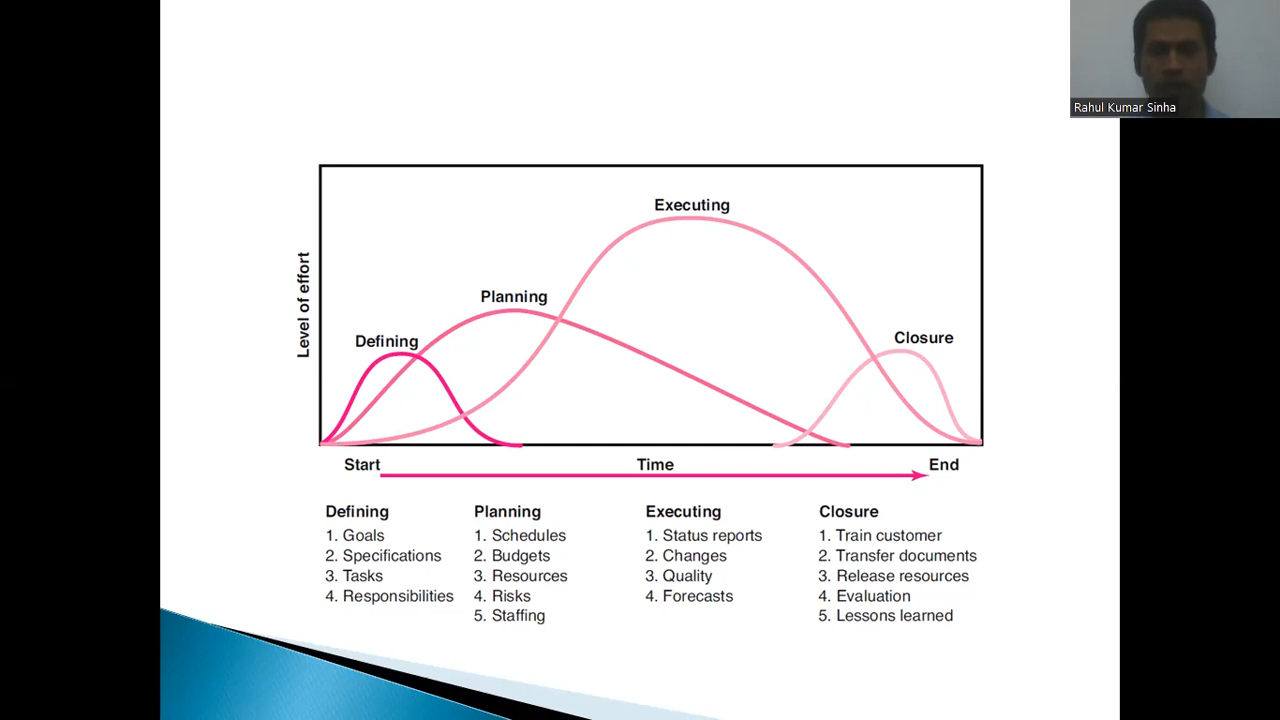 Rahul Kumar Sinha
Executing
Planning
Defining
Closure
Level of effort
Start
Time
End
Defining
1. Goals
2. Specifications
3. Tasks
4. Responsibilities
Planning
1. Schedules
2. Budgets
3. Resources
4. Risks
5. Staffing
Executing
1. Status reports
2. Changes
3. Quality
4. Forecasts
Closure
1. Train customer
2. Transfer documents
3. Release resources
4. Evaluation
5. Lessons learned